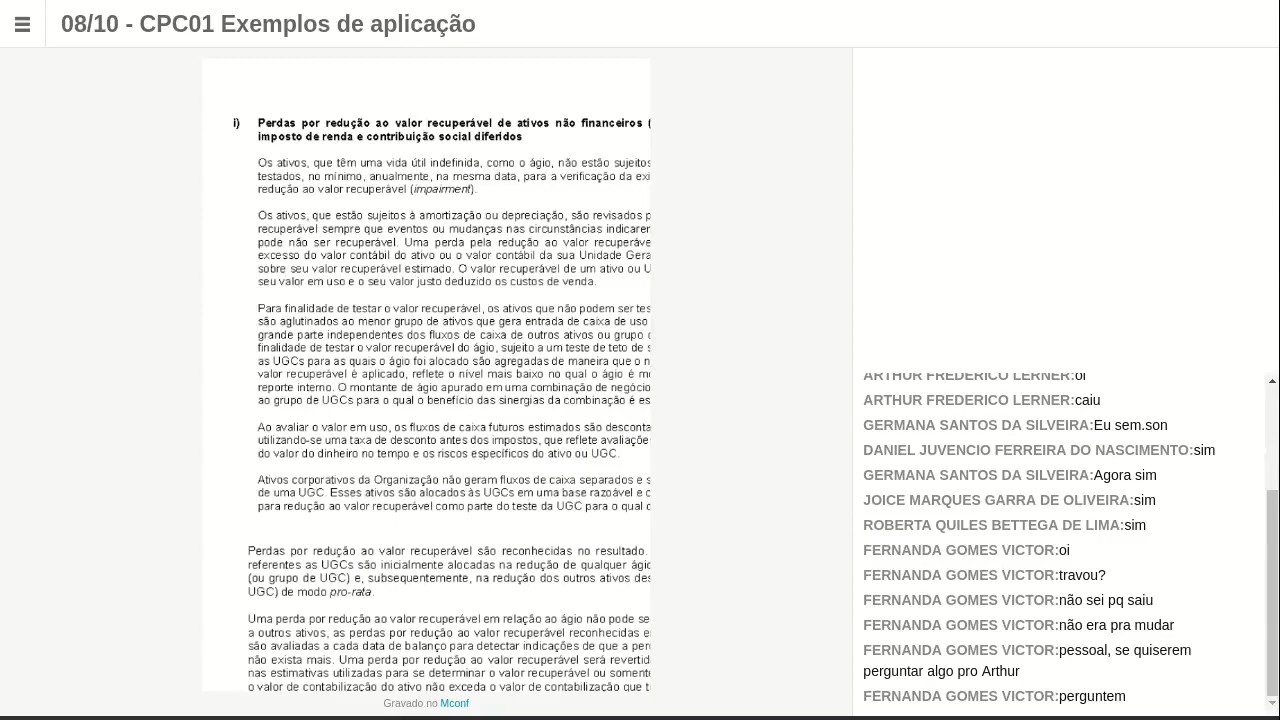 08/10 - CPC01 Exemplos de aplicação
i) Perdas por redução ao valor recuperável de ativos não financeiros (
imposto de renda e contribuição social diferidos
Os ativos, que têm uma vida útil indefinida, como o ágio, não estão sujeitos
testados, no mínimo, anualmente, na mesma data, para a verificação da exi
redução ao valor recuperável (impairment).
Os ativos, que estão sujeitos à amortização ou depreciação, são revisados p
recuperável sempre que eventos ou mudanças nas circunstâncias indicarem
pode não ser recuperável. Uma perda pela redução ao valor recuperáve
excesso do valor contábil do ativo ou o valor contábil da sua Unidade Gera
sobre seu valor recuperável estimado. O valor recuperável de um ativo ou U
seu valor em uso e o seu valor justo deduzido os custos de venda.
Para finalidade de testar o valor recuperável, os ativos que não podem ser tes
são aglutinados ao menor grupo de ativos que gera entrada de caixa de uso
grande parte independentes dos fluxos de caixa de outros ativos ou grupo
finalidade de testar o valor recuperável do ágio, sujeito a um teste de teto de s
as UGCs para as quais o ágio foi alocado são agregadas de maneira que o n
valor recuperável é aplicado, reflete o nível mais baixo no qual o ágio é
reporte interno. O montante de ágio apurado em uma combinação de negócio
ao grupo de UGCs para o qual o benefício das sinergias da combinação é es
Ao avaliar o valor em uso, os fluxos de caixa futuros estimados são desconta
utilizando-se uma taxa de desconto antes dos impostos, que reflete avaliaçõe
do valor do dinheiro no tempo e os riscos específicos do ativo ou UGC.
Ativos corporativos da Organização não geram fluxos de caixa separados e s
de uma UGC. Esses ativos são alocados às UGCs em uma base razoável e c
para redução ao valor recuperável como parte do teste da UGC para o qual
Perdas por redução ao valor recuperável são reconhecidas no resultado.
referentes as UGCs são inicialmente alocadas na redução de qualquer ágio
(ou grupo de UGC) e, subsequentemente, na redução dos outros ativos des
UGC) de modo pro-rata.
Uma perda por redução ao valor recuperável em relação ao ágio não pode se
a outros ativos, as perdas por redução ao valor recuperável reconhecidas e
são avaliadas a cada data de balanço para detectar indicações de que a per
não exista mais. Uma perda por redução ao valor recuperável será revertid
nas estimativas utilizadas para se determinar o valor recuperável ou somente
o valor de contabilização do ativo não exceda o valor de contabilização que t
Gravado no Mconf
ARTHUR FREDERICO LERNER:oi
ARTHUR FREDERICO LERNER:caiu
GERMANA SANTOS DA SILVEIRA:Eu sem.son
DANIEL JUVENCIO FERREIRA DO NASCIMENTO:sim
GERMANA SANTOS DA SILVEIRA:Agora sim
JOICE MARQUES GARRA DE OLIVEIRA:sim
ROBERTA QUILES BETTEGA DE LIMA:sim
FERNANDA GOMES VICTOR:oi
FERNANDA GOMES VICTOR:travou?
FERNANDA GOMES VICTOR:não sei pq saiu
FERNANDA GOMES VICTOR:não era pra mudar
FERNANDA GOMES VICTOR:pessoal, se quiserem
perguntar algo pro Arthur
FERNANDA GOMES VICTOR:perguntem